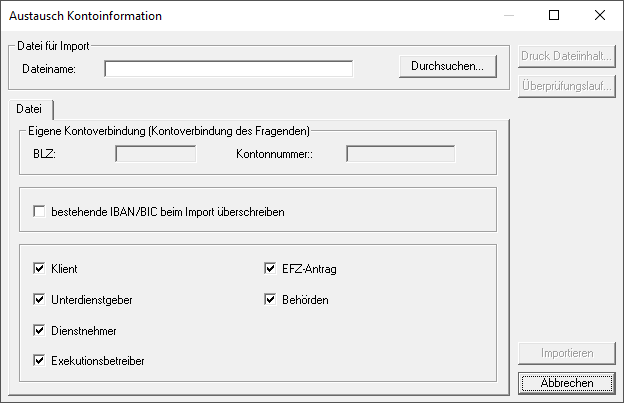 Austausch Kontoinformation
Datei für Import
Dateiname:
Durchsuchen...
Druck Dateiinhalt...
Überprüfungslauf...
Datei
Eigene Kontoverbindung (Kontoverbindung des Fragenden)
BLZ:
Kontonnummer::
bestehende IBAN/BIC beim Import überschreiben
Klient
EFZ-Antrag
Unterdienstgeber
Behörden
Dienstnehmer
Exekutionsbetreiber
Importieren
Abbrechen